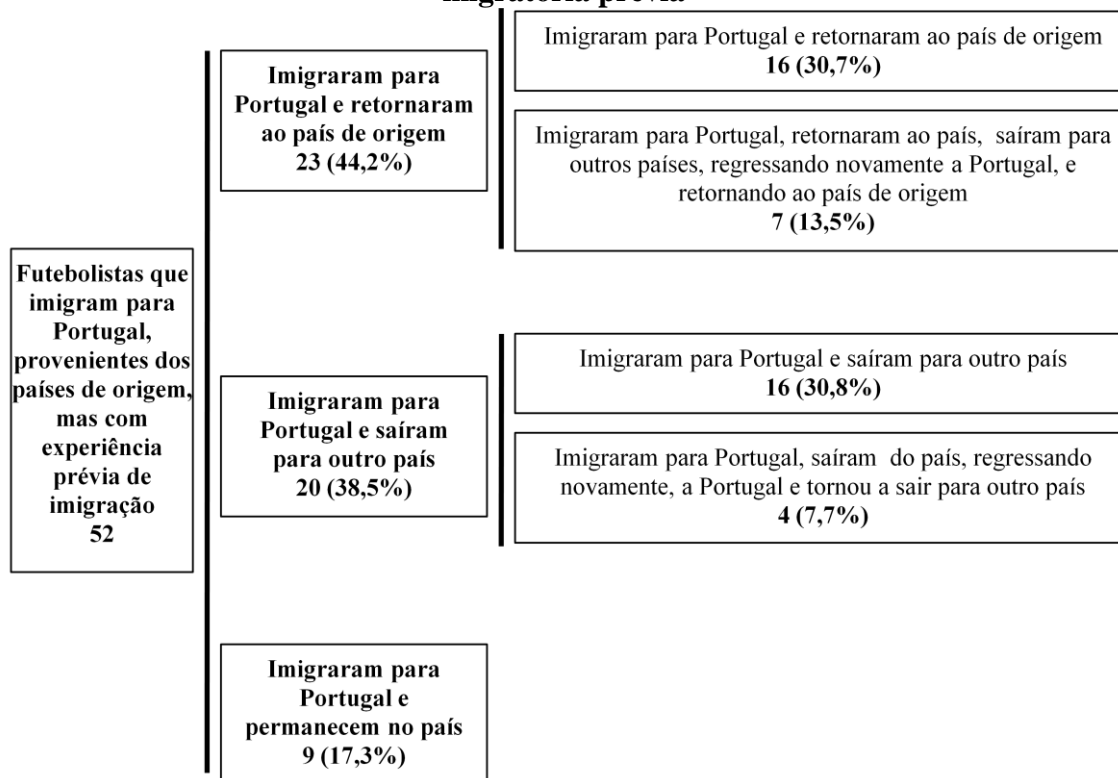 migratória prévia
Imigraram para
Portugal e retornaram
ao país de origem
23 (44,2%)
Imigraram para Portugal e retornaram ao país de origem
16 (30,7%)
Imigraram para Portugal, retornaram ao país, saíram para
outros países, regressando novamente a Portugal, e
retornando ao país de origem
7 (13,5%)
Futebolistas que
imigram para
Portugal,
provenientes dos
países de origem,
mas com
experiência
prévia de
imigração
52
Imigraram para
Portugal e saíram
para outro país
20 (38,5%)
Imigraram para Portugal e saíram para outro país
16 (30,8%)
Imigraram para Portugal, saíram do país, regressando
novamente, a Portugal e tornou a sair para outro país
4 (7,7%)
Imigraram para
Portugal e
permanecem no país
9 (17,3%)